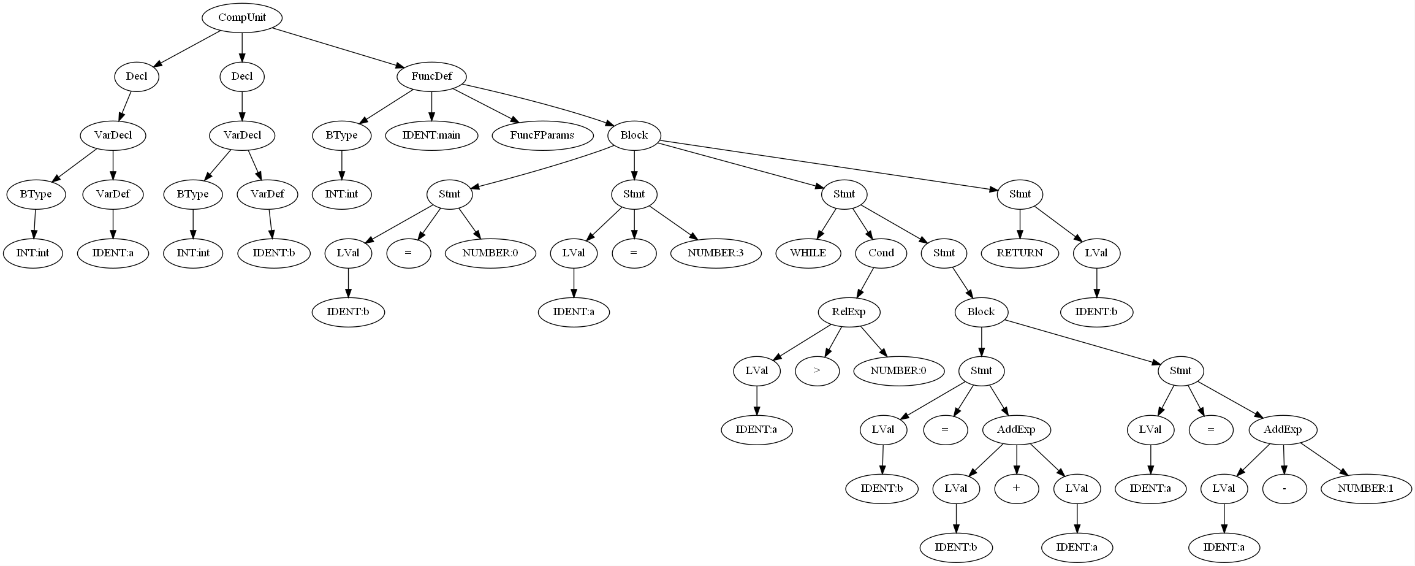 CompUnit
Decl Decl FuncDef
VarDecl VarDecl BType IDENT:main FuncFParams Block
BType VarDef BType VarDef INT:int Stmt Stmt Stmt Stmt
INT:int IDENT:a INT:int IDENT:b LVal = NUMBER:0 LVal = NUMBER:3 WHILE Cond Stmt RETURN LVal
IDENT:b IDENT:a RelExp Block IDENT:b
LVal > NUMBER:0 Stmt Stmt
IDENT:a LVal = AddExp LVal = AddExp
IDENT:b LVal + LVal IDENT:a LVal - NUMBER:1
IDENT:b IDENT:a IDENT:a